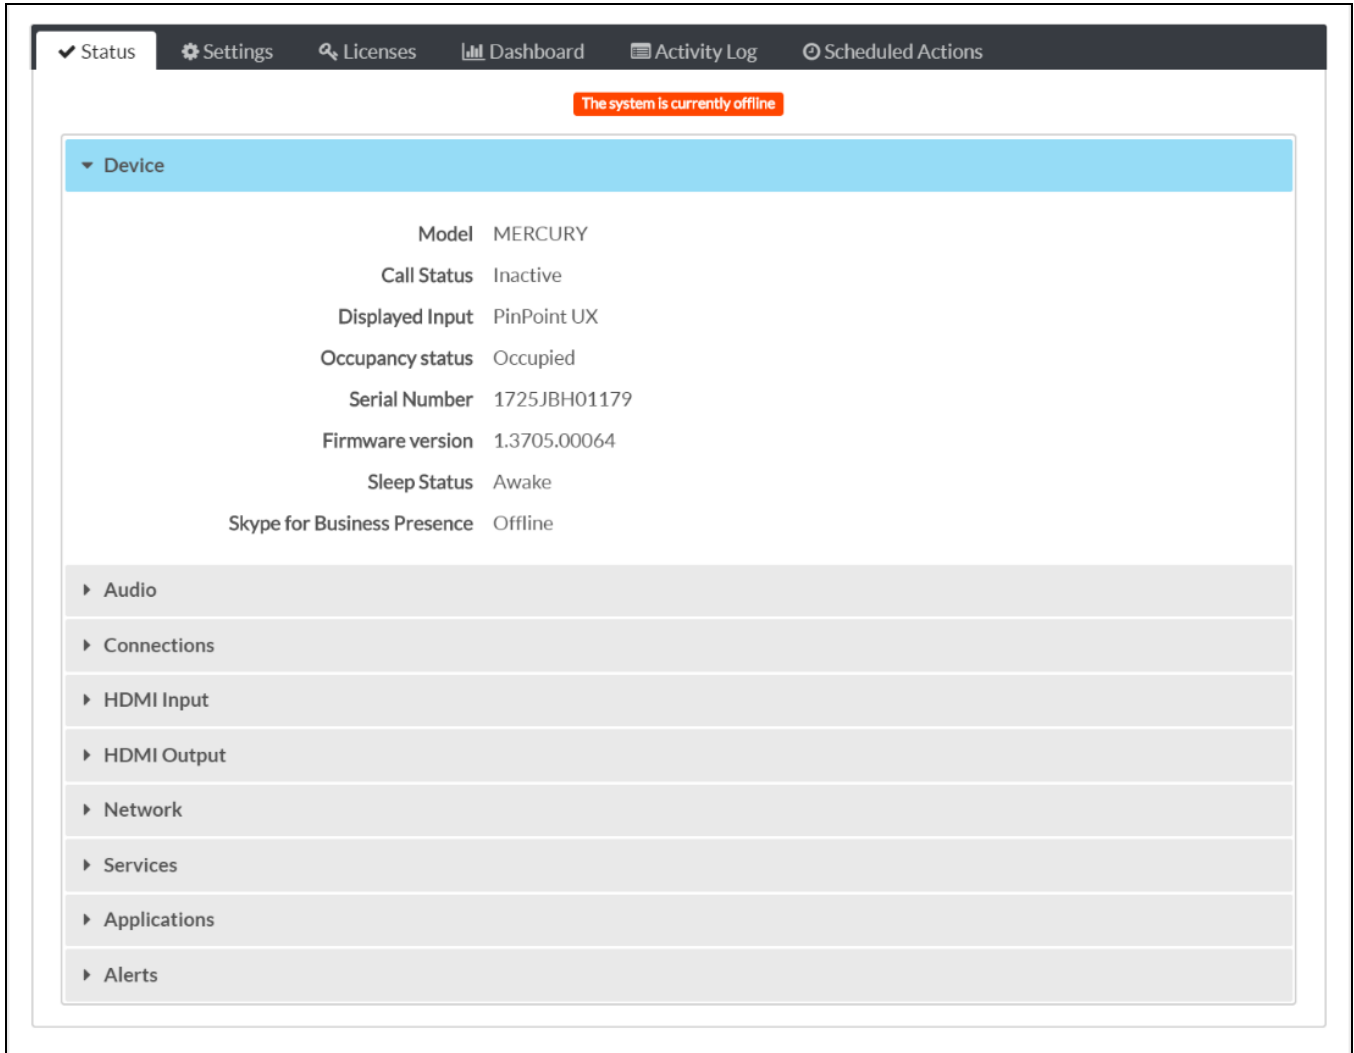 Status Settings Licenses Dashboard Activity Log Scheduled Actions
The system is currently offline
Device
Model MERCURY
Call Status Inactive
Displayed Input PinPoint UX
Occupancy status Occupied
Serial Number 1725JBH01179
Firmware version 1.3705.00064
Sleep Status Awake
Skype for Business Presence Offline
Audio
Connections
HDMI Input
HDMI Output
Network
Services
Applications
Alerts